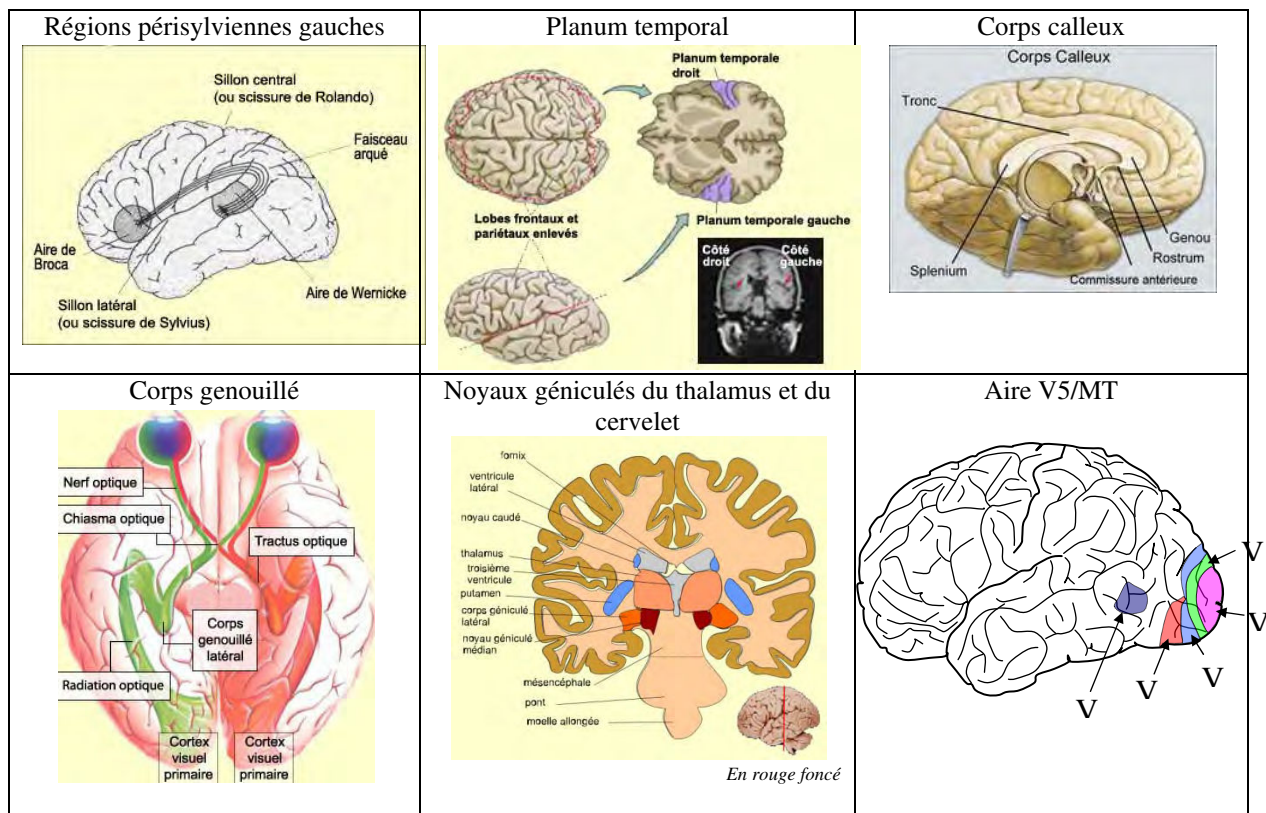 Régions périsylviennes gauches
Sillon central
(ou scissure de Rolando)
Faisceau
arqué
Aire de
Broca
Aire de Wernicke
Sillon latéral
(ou scissure de Sylvius)
Planum temporal
Planum temporale
droit
Lobes frontaux et
pariétaux enlevés
Planum temporale gauche
Côté
droit
Côté
gauche
Corps calleux
Corps Calleux
Tronc
Genou
Rostrum
Splenium
Commissure antérieure
Corps genouillé
Nerf optique
Chiasma optique
Tractus optique
Corps
genouillé
latéral
Radiation optique
Cortex
visuel
primaire
Cortex
visuel
primaire
Noyaux géniculés du thalamus et du
cervelet
fornix
ventricule
latéral
noyau caudé
thalamus
troisième
ventricule
putamen
corps géniculé
latéral
noyau géniculé
médian
mésencéphale
pont
moelle allongée
En rouge foncé
Aire V5/MT
V
V
V
V
V